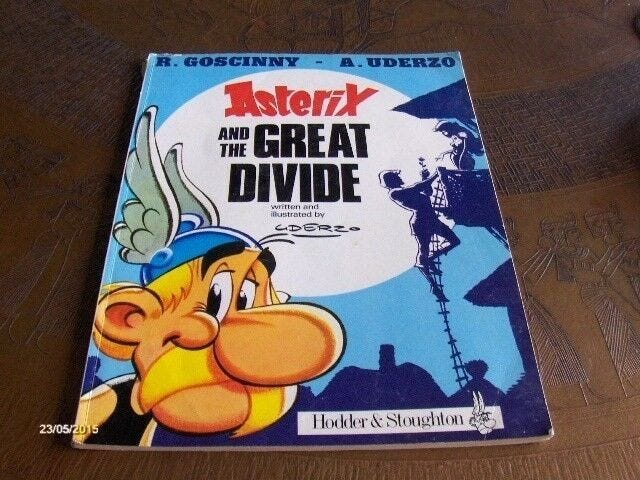 R. GOSCINNY - A. UDERZO
Asterix
AND THE GREAT
DIVIDE
written and
illustrated by
UDERZO
Hodder & Stoughton
23/05/2015